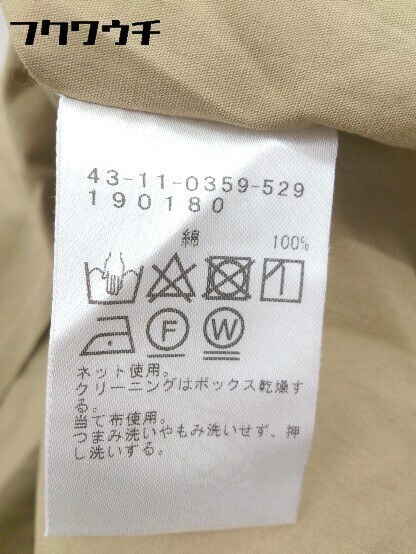 フクワウチ
43-11-0359-529
190180
綿 100%
F W
ネット使用。
クリーニングはボックス乾燥す
る。
当て布使用。
つまみ洗いやもみ洗いせず、押
し洗いする。